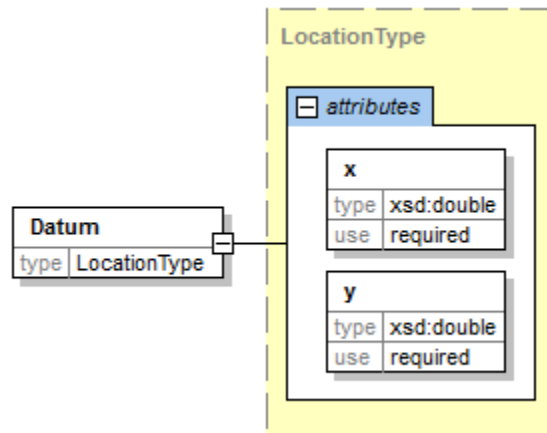 LocationType
attributes
x
type xsd:double
use required
Datum
type LocationType
y
type xsd:double
use required